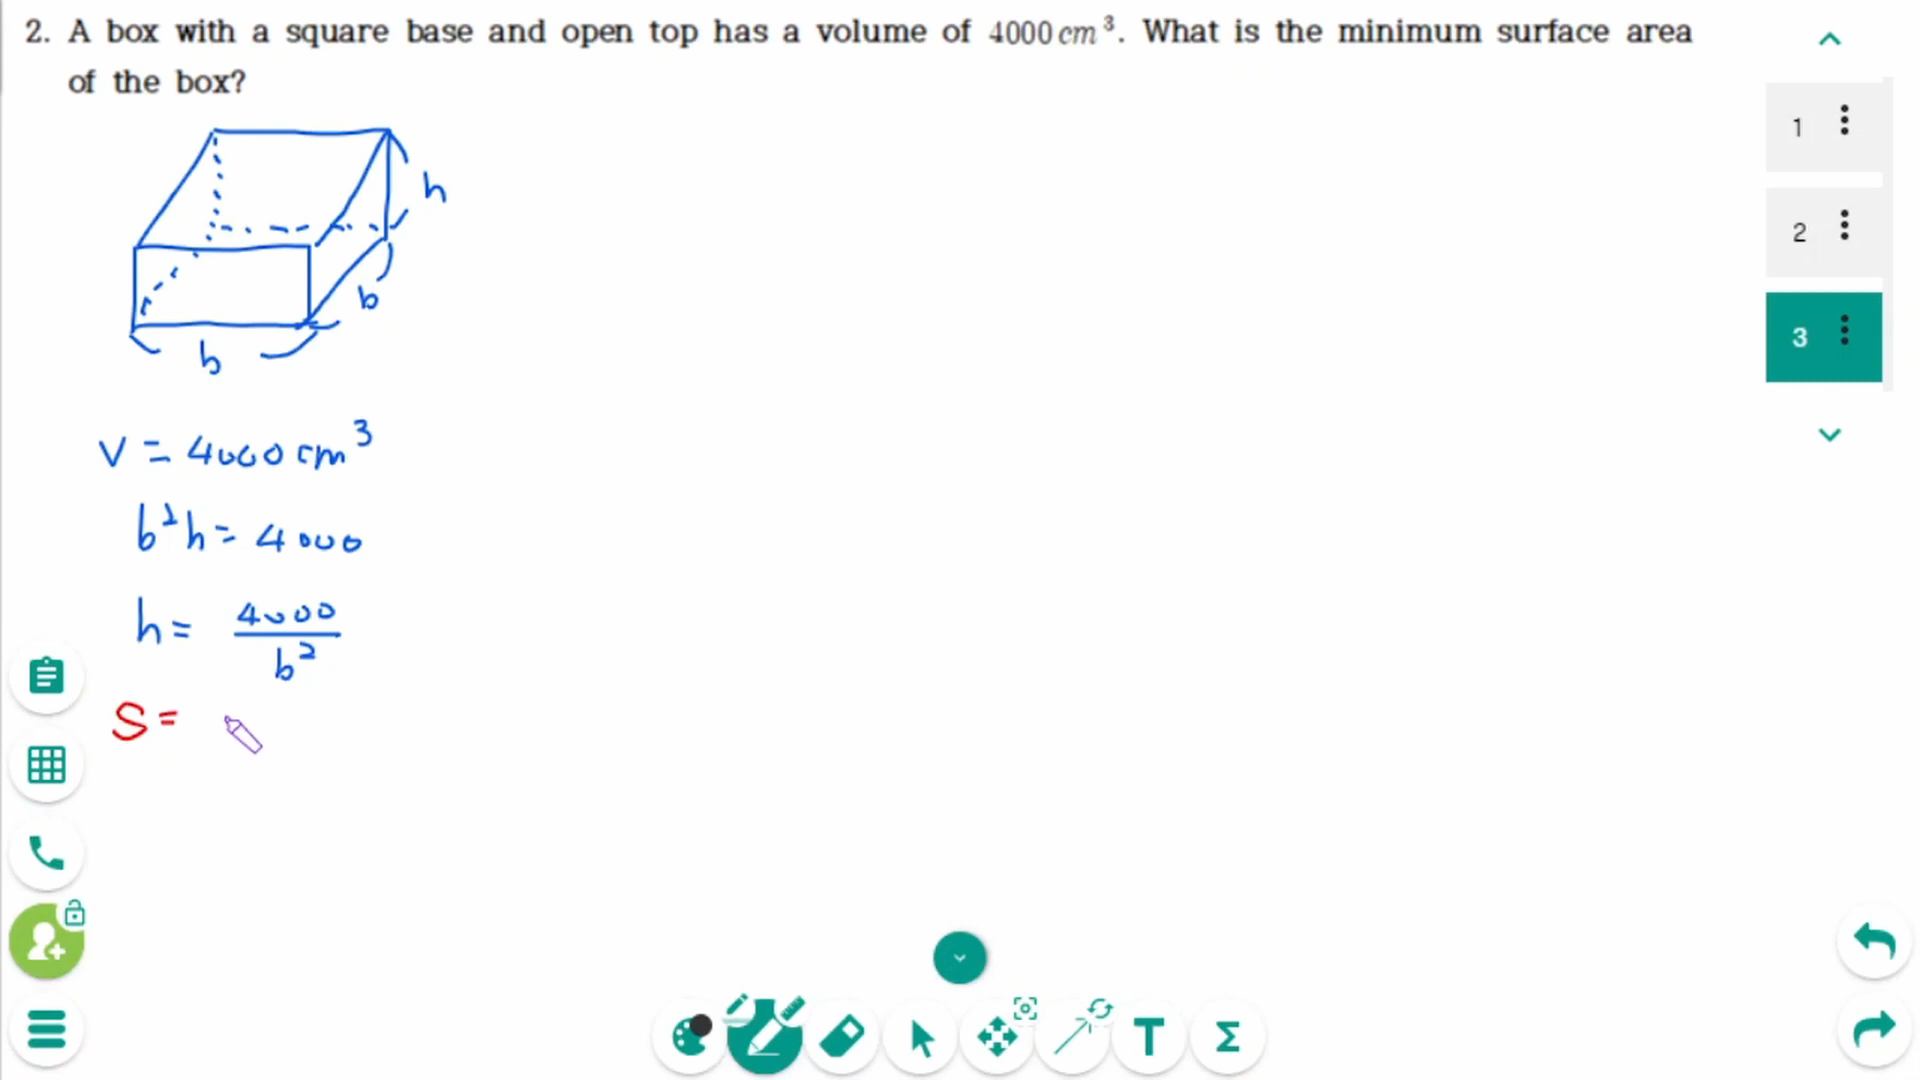 2. A box with a square base and open top has a volume of 4000 cm³. What is the minimum surface area
of the box?
h
b
b
V = 4000 cm³
b²h = 4000
h = 4000/b²
S =
1
2
3
T
Σ